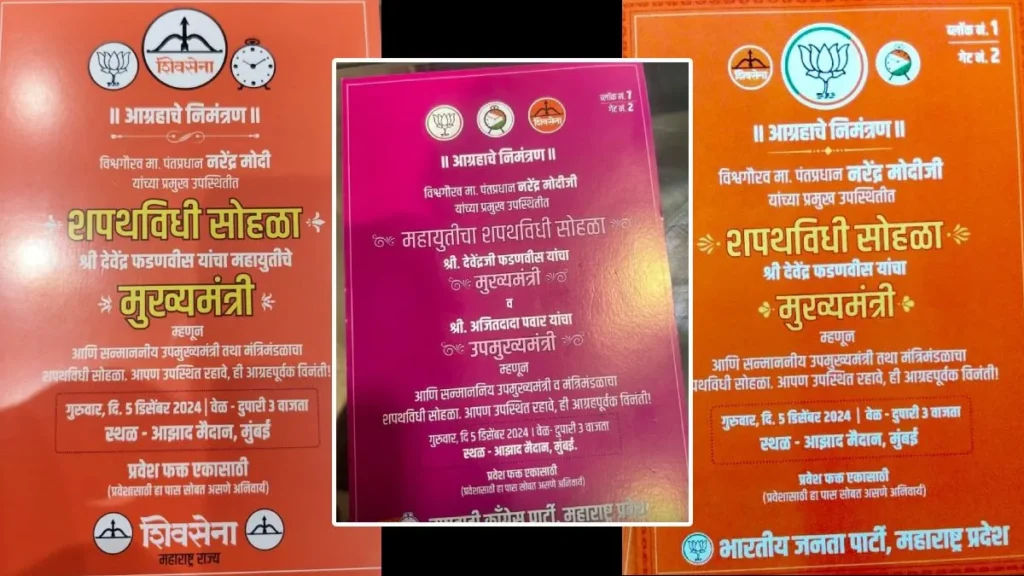 शिवसेना
॥ आग्रहाचे निमंत्रण ॥
विश्वगौरव मा. पंतप्रधान नरेंद्र मोदी
यांच्या प्रमुख उपस्थितीत
शपथविधी सोहळा
श्री देवेंद्र फडणवीस यांचा महायुतीचे
मुख्यमंत्री
म्हणून
आणि सन्माननीय उपमुख्यमंत्री तथा मंत्रिमंडळाचा
शपथविधी सोहळा. आपण उपस्थित रहावे, ही आग्रहपूर्वक विनंती!
गुरुवार, दि. 5 डिसेंबर 2024 | वेळ - दुपारी 3 वाजता
स्थळ - आझाद मैदान, मुंबई
प्रवेश फक्त एकासाठी
(प्रवेशासाठी हा पास सोबत असणे अनिवार्य)
शिवसेना
महाराष्ट्र राज्य
ब्लॉक नं. 1
गेट नं. 2
शिवसेना
॥ आग्रहाचे निमंत्रण ॥
विश्वगौरव मा. पंतप्रधान नरेंद्र मोदीजी
यांच्या प्रमुख उपस्थितीत
महायुतीचा शपथविधी सोहळा
श्री. देवेंद्रजी फडणवीस यांचा
मुख्यमंत्री
व
श्री. अजितदादा पवार यांचा
उपमुख्यमंत्री
म्हणून
आणि सन्माननिय उपमुख्यमंत्री व मंत्रिमंडळाचा
शपथविधी सोहळा. आपण उपस्थित रहावे, ही आग्रहपूर्वक विनंती!
गुरुवार, दि 5 डिसेंबर 2024 | वेळ- दुपारी 3 वाजता
स्थळ - आझाद मैदान, मुंबई.
प्रवेश फक्त एकासाठी
(प्रवेशासाठी हा पास सोबत असणे अनिवार्य)
काँग्रेस पार्टी, महाराष्ट्र प्रदेश
ब्लॉक नं. 1
गेट नं. 2
शिवसेना
॥ आग्रहाचे निमंत्रण ॥
विश्वगौरव मा. पंतप्रधान नरेंद्र मोदीजी
यांच्या प्रमुख उपस्थितीत
शपथविधी सोहळा
श्री देवेंद्र फडणवीस यांचा
मुख्यमंत्री
म्हणून
आणि सन्माननीय उपमुख्यमंत्री तथा मंत्रिमंडळाचा
शपथविधी सोहळा. आपण उपस्थित रहावे, ही आग्रहपूर्वक विनंती!
गुरुवार, दि. 5 डिसेंबर 2024 | वेळ - दुपारी 3 वाजता
स्थळ - आझाद मैदान, मुंबई
प्रवेश फक्त एकासाठी
(प्रवेशासाठी हा पास सोबत असणे अनिवार्य)
भारतीय जनता पार्टी, महाराष्ट्र प्रदेश